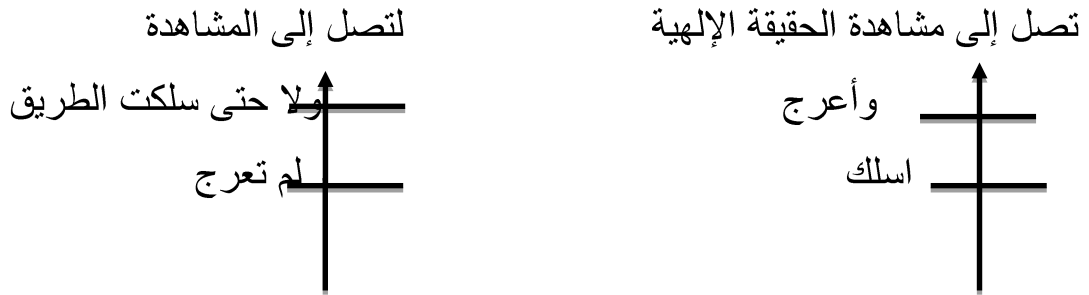 تصل إلى مشاهدة الحقيقة الإلهية
وأعرج
اسلك
لتصل إلى المشاهدة
ولا حتى سلكت الطريق
لم تعرج